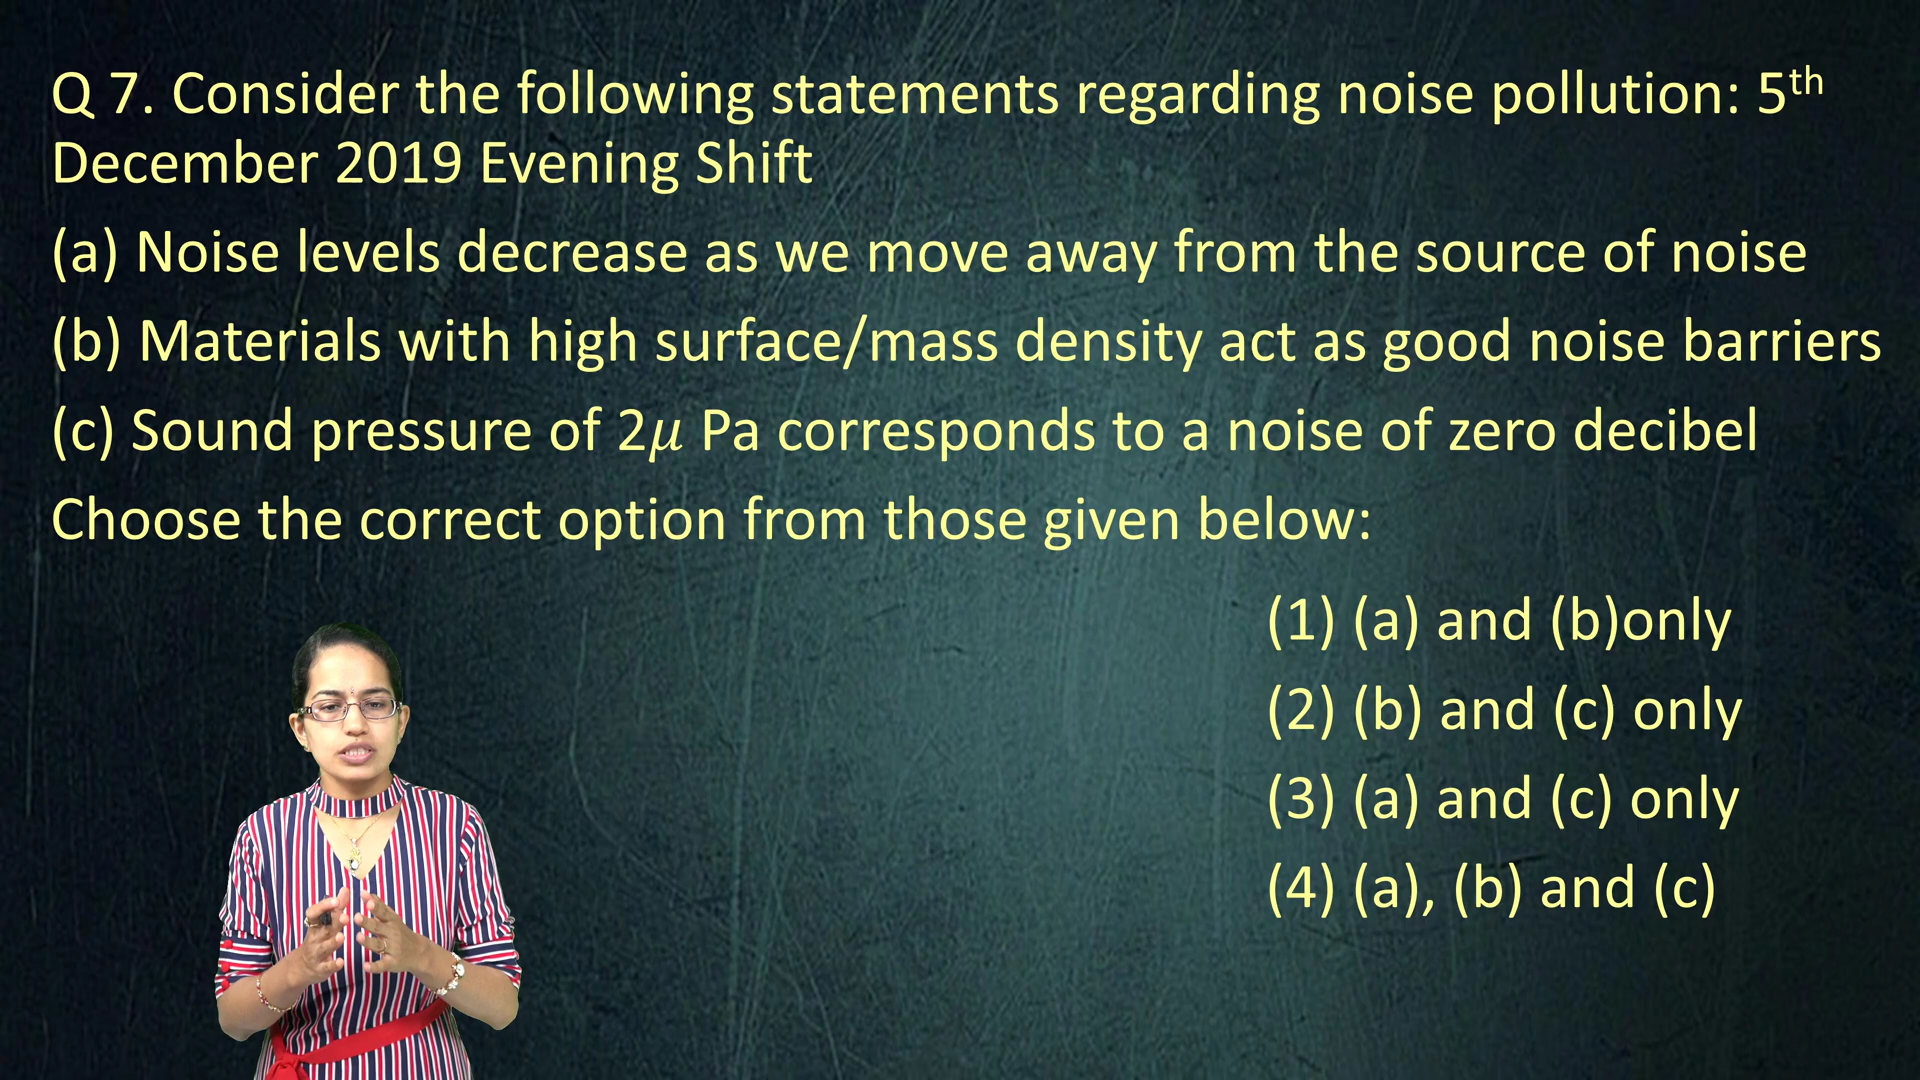 Q 7. Consider the following statements regarding noise pollution: 5th
December 2019 Evening Shift
(a) Noise levels decrease as we move away from the source of noise
(b) Materials with high surface/mass density act as good noise barriers
(c) Sound pressure of 2μ Pa corresponds to a noise of zero decibel
Choose the correct option from those given below:
(1) (a) and (b)only
(2) (b) and (c) only
(3) (a) and (c) only
(4) (a), (b) and (c)